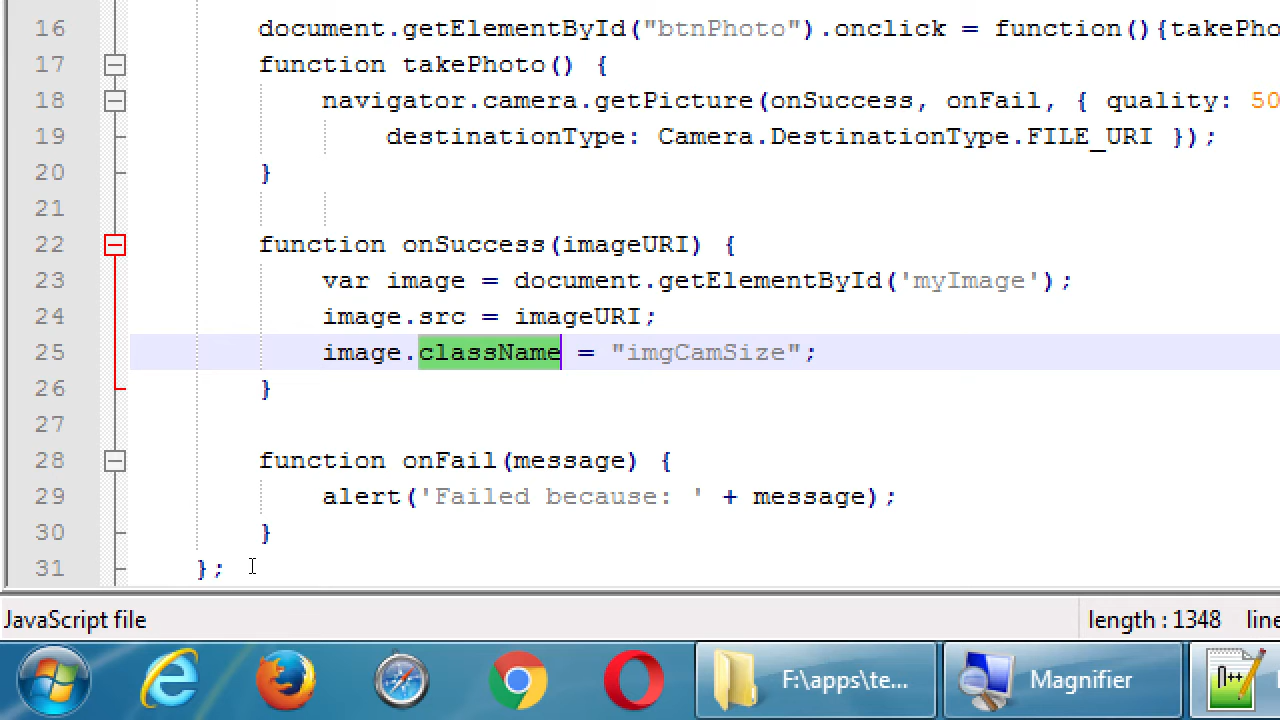 16 document.getElementById("btnPhoto").onclick = function(){takePho
17 function takePhoto() {
18 navigator.camera.getPicture(onSuccess, onFail, { quality: 50
19 destinationType: Camera.DestinationType.FILE_URI });
20 }
21
22 function onSuccess(imageURI) {
23 var image = document.getElementById('myImage');
24 image.src = imageURI;
25 image.className = "imgCamSize";
26 }
27
28 function onFail(message) {
29 alert('Failed because: ' + message);
30 }
31 };
JavaScript file length : 1348 line
F:\apps\te... Magnifier